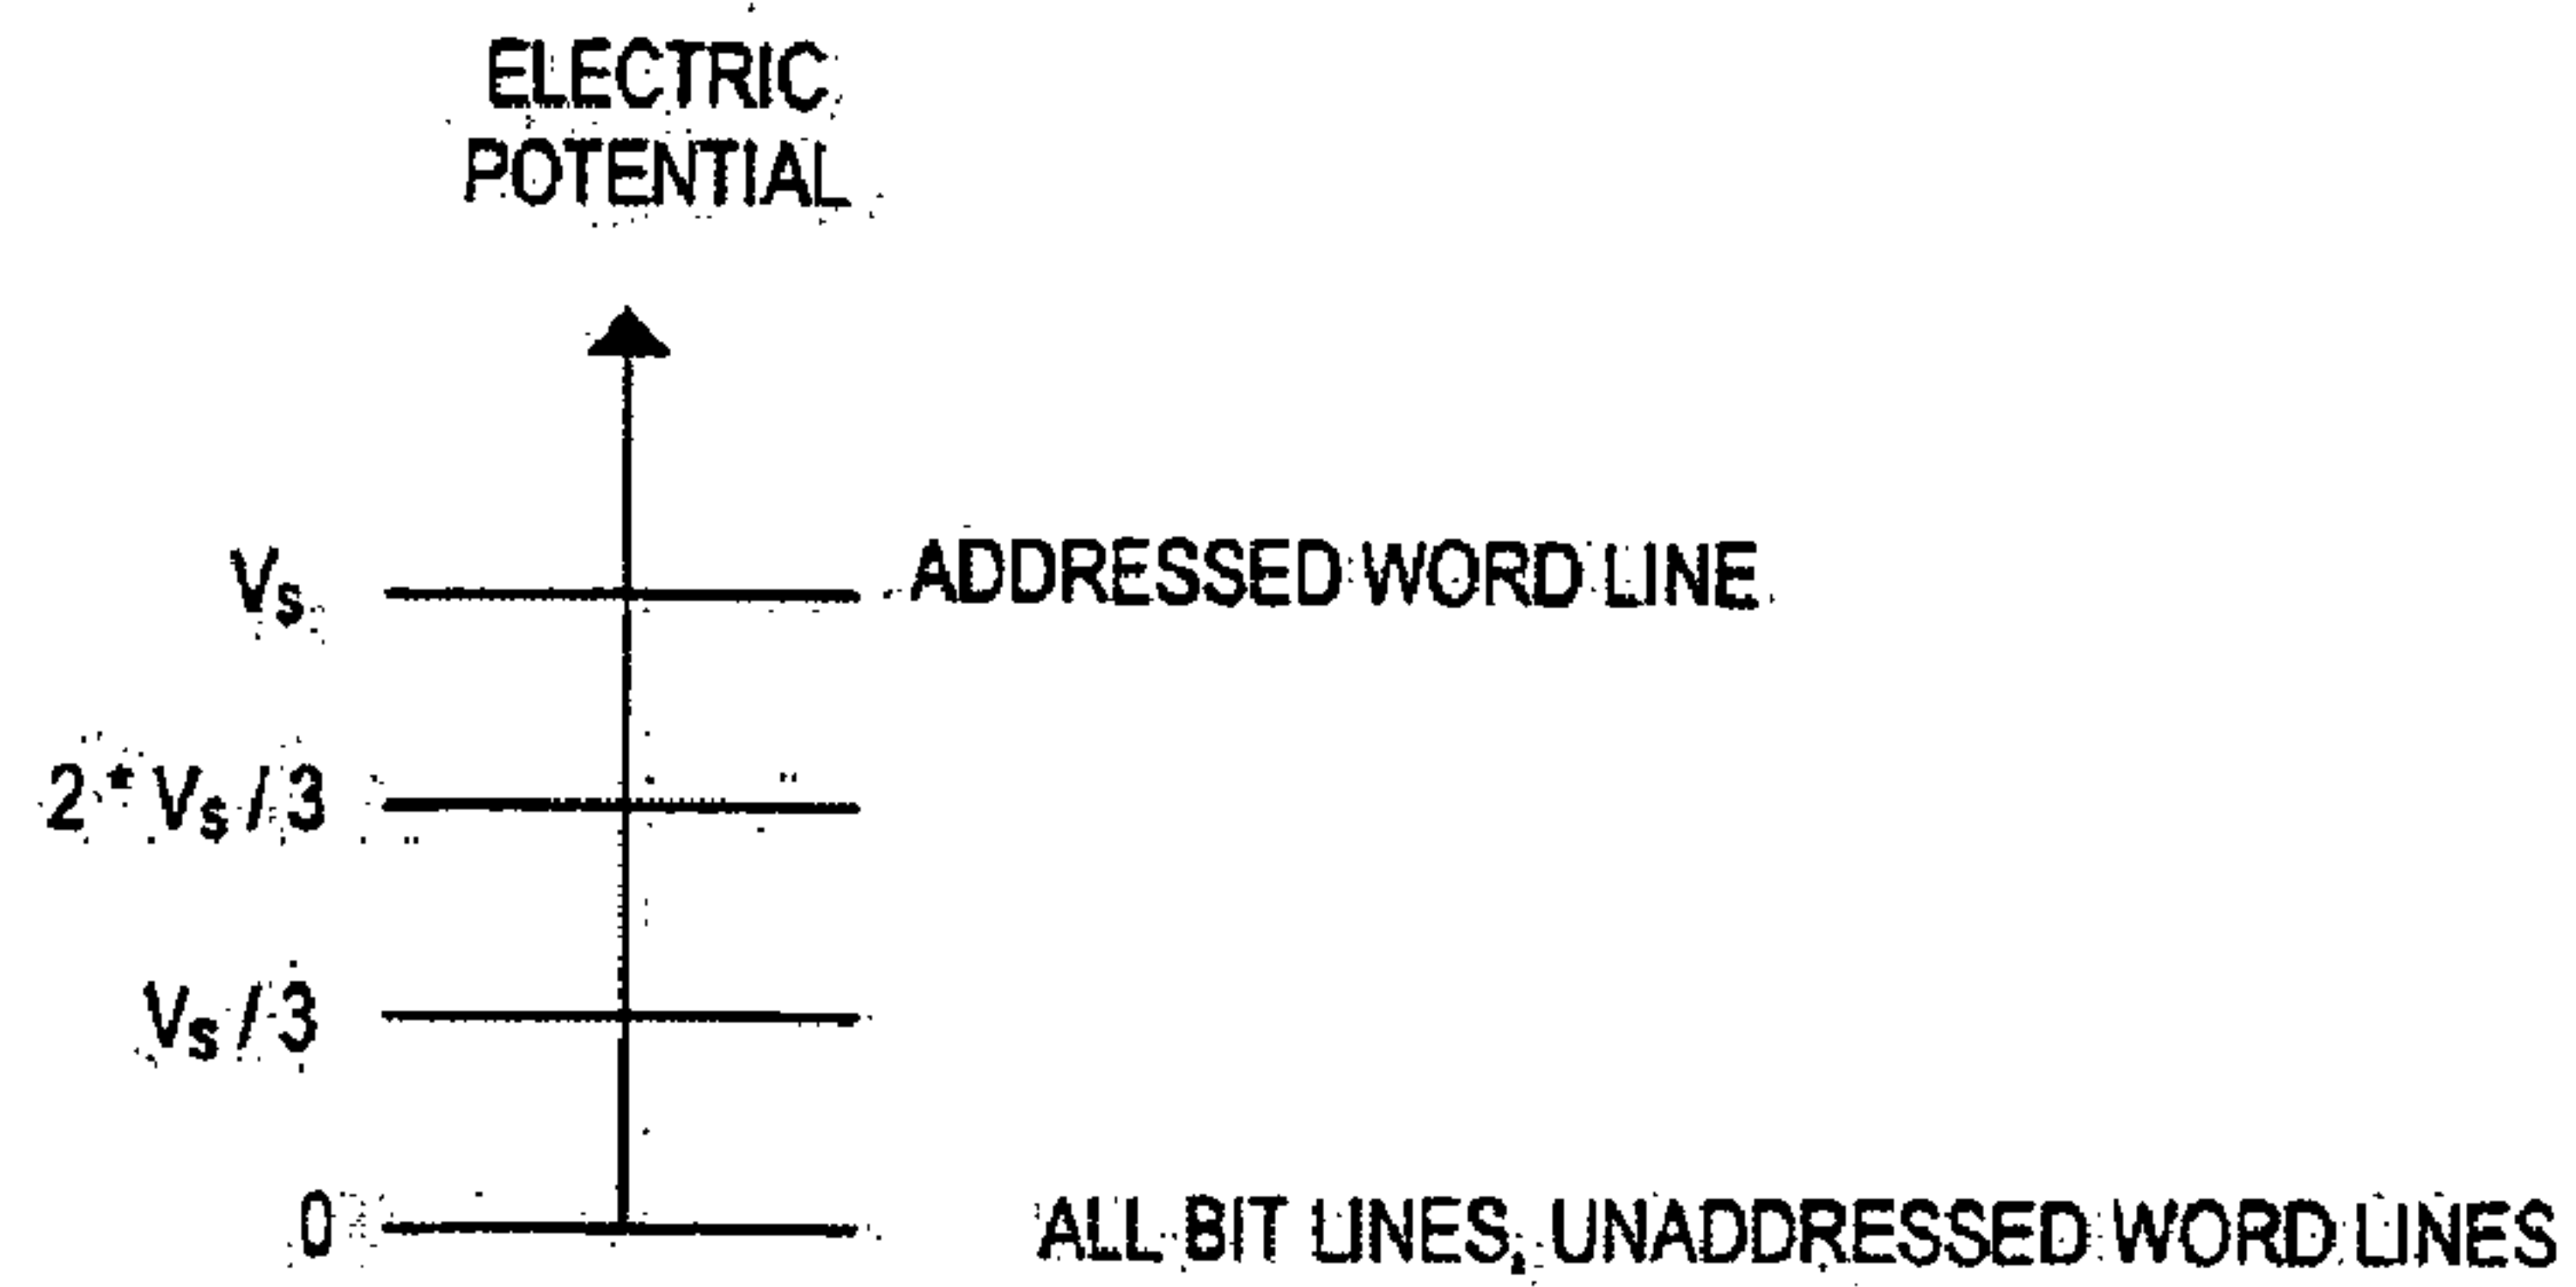 ELECTRIC
POTENTIAL
Vs ADDRESSED WORD LINE
2 * Vs / 3
Vs / 3
0 ALL BIT LINES, UNADDRESSED WORD LINES